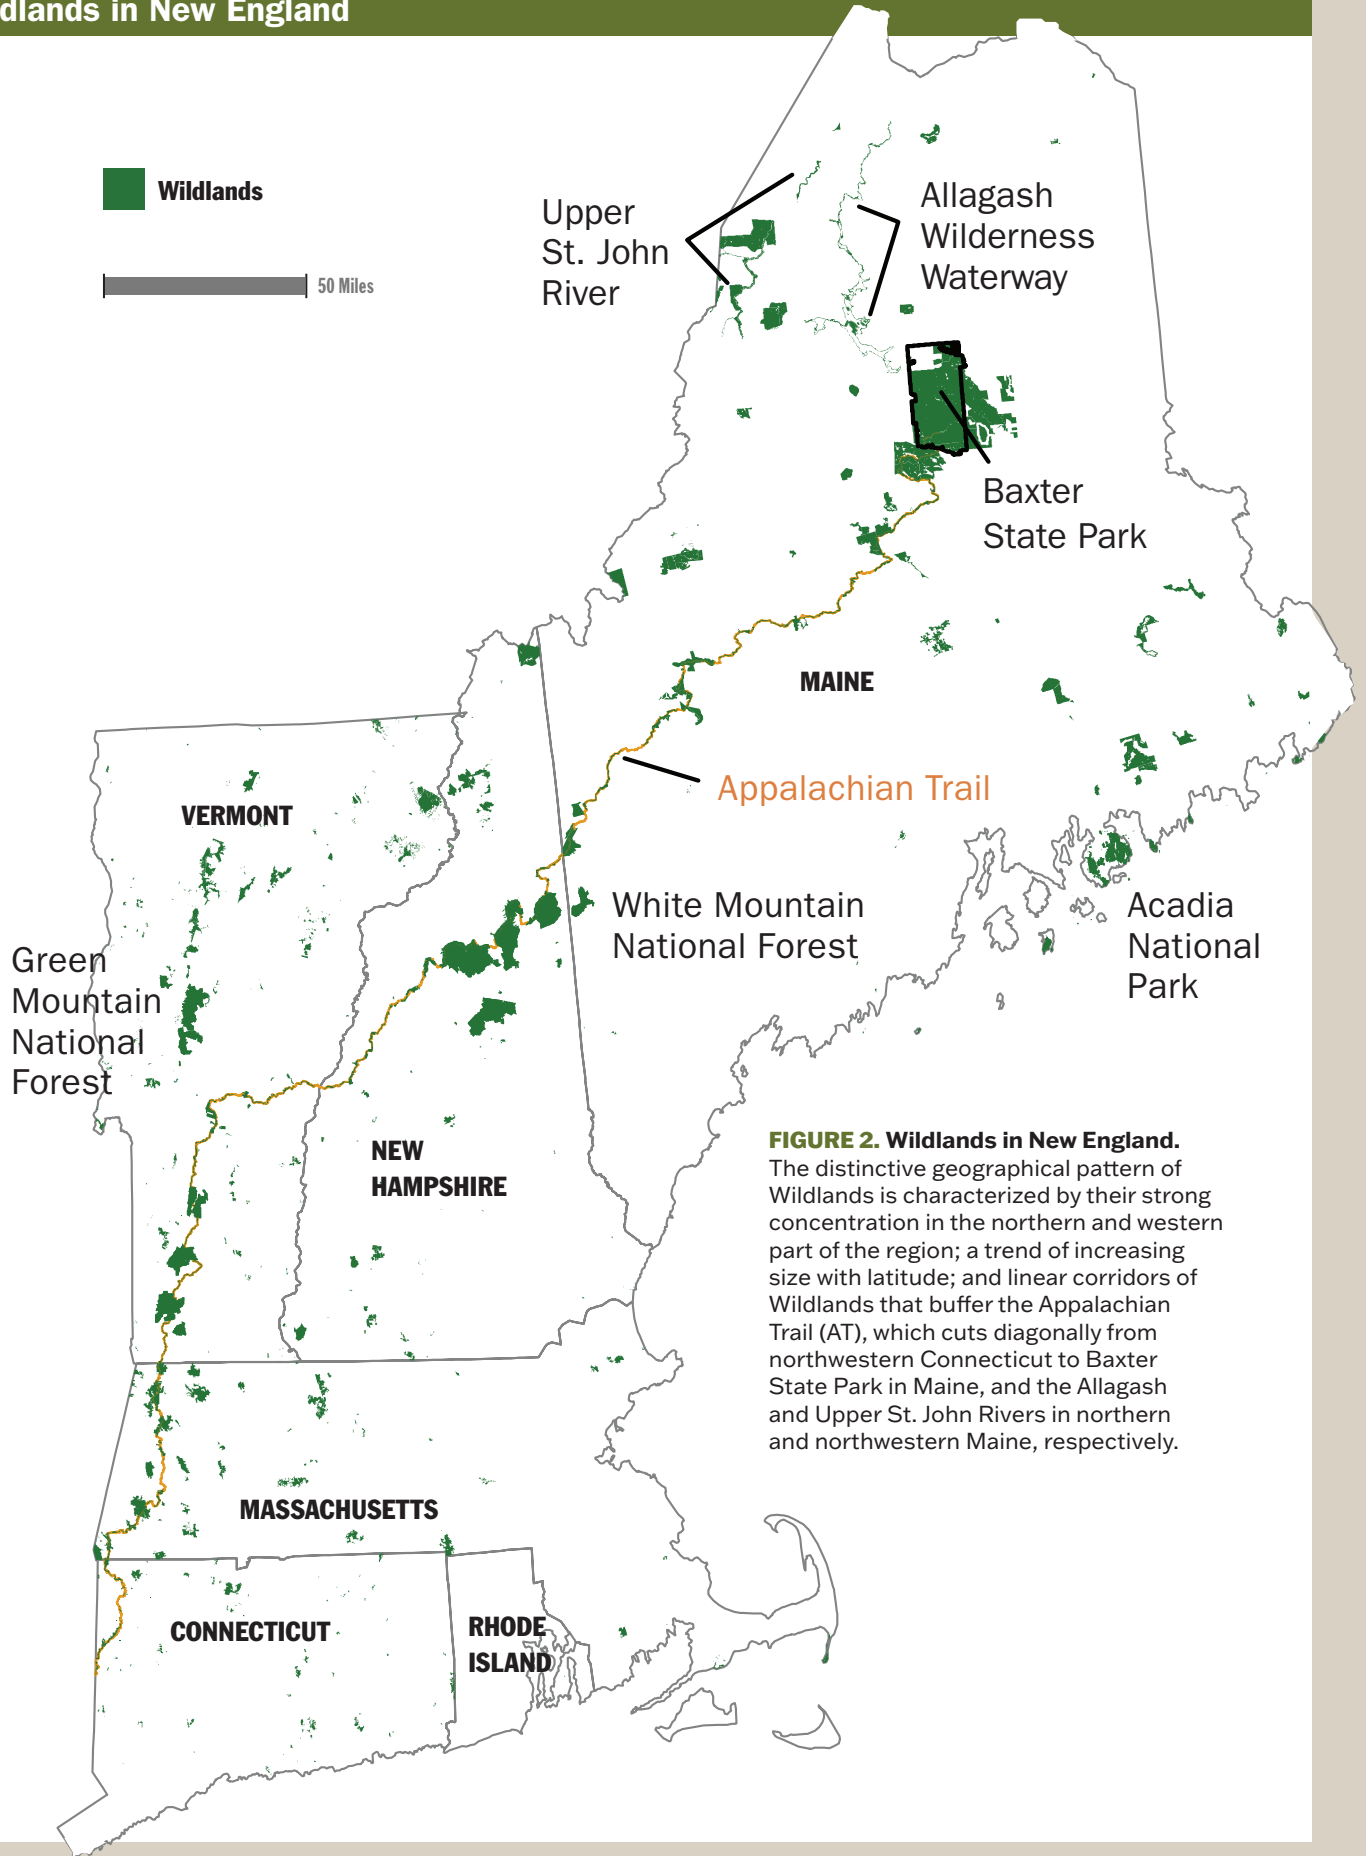 dlands in New England
Wildlands
50 Miles
Upper
St. John
River
Allagash
Wilderness
Waterway
Baxter
State Park
MAINE
Appalachian Trail
VERMONT
White Mountain
National Forest
Acadia
National
Park
Green
Mountain
National
Forest
NEW
HAMPSHIRE
FIGURE 2. Wildlands in New England.
The distinctive geographical pattern of
Wildlands is characterized by their strong
concentration in the northern and western
part of the region; a trend of increasing
size with latitude; and linear corridors of
Wildlands that buffer the Appalachian
Trail (AT), which cuts diagonally from
northwestern Connecticut to Baxter
State Park in Maine, and the Allagash
and Upper St. John Rivers in northern
and northwestern Maine, respectively.
MASSACHUSETTS
CONNECTICUT
RHODE
ISLAND